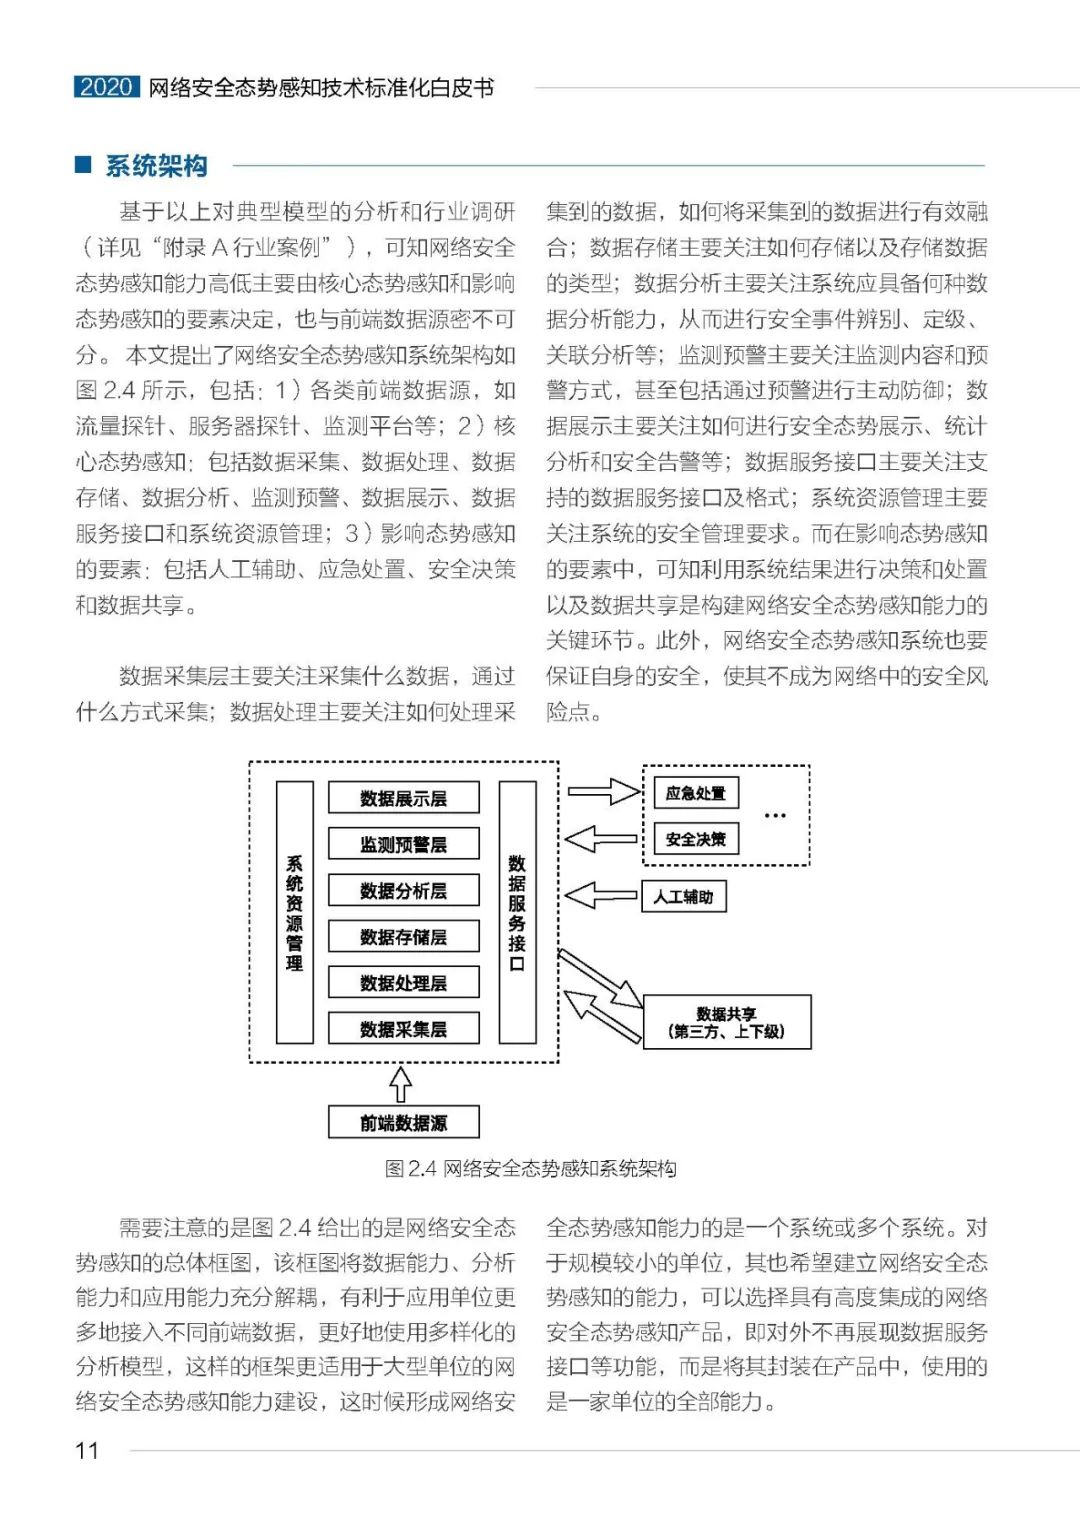 2020 网络安全态势感知技术标准化白皮书
■ 系统架构
基于以上对典型模型的分析和行业调研
（详见“附录 A 行业案例”），可知网络安全
态势感知能力高低主要由核心态势感知和影响
态势感知的要素决定，也与前端数据源密不可
分。 本文提出了网络安全态势感知系统架构如
图 2.4 所示，包括：1）各类前端数据源，如
流量探针、服务器探针、监测平台等；2）核
心态势感知：包括数据采集、数据处理、数据
存储、数据分析、监测预警、数据展示、数据
服务接口和系统资源管理；3）影响态势感知
的要素：包括人工辅助、应急处置、安全决策
和数据共享。
数据采集层主要关注采集什么数据，通过
什么方式采集；数据处理主要关注如何处理采
集到的数据，如何将采集到的数据进行有效融
合；数据存储主要关注如何存储以及存储数据
的类型；数据分析主要关注系统应具备何种数
据分析能力，从而进行安全事件辨别、定级、
关联分析等；监测预警主要关注监测内容和预
警方式，甚至包括通过预警进行主动防御；数
据展示主要关注如何进行安全态势展示、统计
分析和安全告警等；数据服务接口主要关注支
持的数据服务接口及格式；系统资源管理主要
关注系统的安全管理要求。而在影响态势感知
的要素中，可知利用系统结果进行决策和处置
以及数据共享是构建网络安全态势感知能力的
关键环节。此外，网络安全态势感知系统也要
保证自身的安全，使其不成为网络中的安全风
险点。
系统资源管理
数据展示层
监测预警层
数据分析层
数据存储层
数据处理层
数据采集层
数据服务接口
应急处置
安全决策
...
人工辅助
数据共享
（第三方、上下级）
前端数据源
图 2.4 网络安全态势感知系统架构
需要注意的是图 2.4 给出的是网络安全态
势感知的总体框图，该框图将数据能力、分析
能力和应用能力充分解耦，有利于应用单位更
多地接入不同前端数据，更好地使用多样化的
分析模型，这样的框架更适用于大型单位的网
络安全态势感知能力建设，这时候形成网络安
全态势感知能力的是一个系统或多个系统。对
于规模较小的单位，其也希望建立网络安全态
势感知的能力，可以选择具有高度集成的网络
安全态势感知产品，即对外不再展现数据服务
接口等功能，而是将其封装在产品中，使用的
是一家单位的全部能力。
11